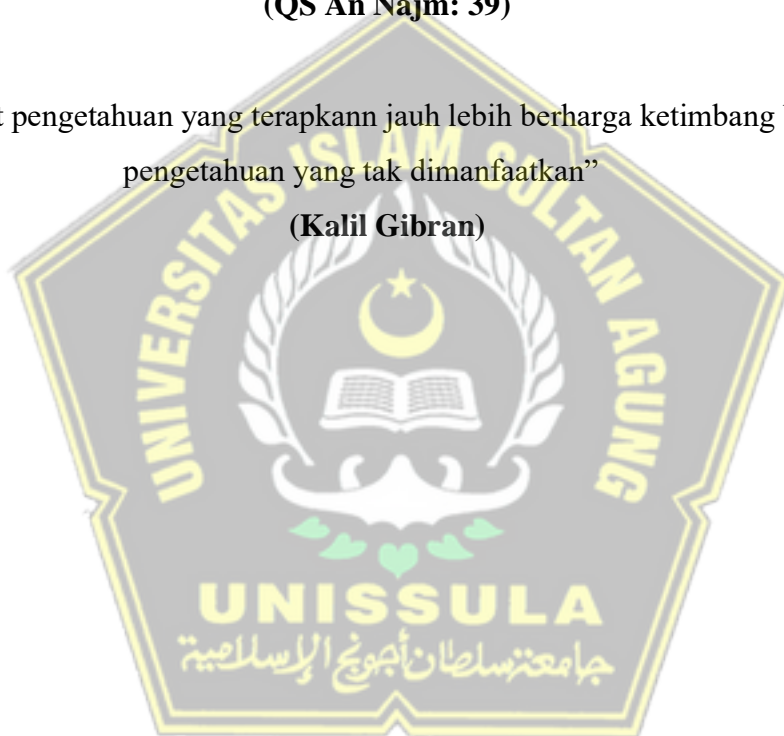 (QS An Najm: 39)
pengetahuan yang terapkann jauh lebih berharga ketimbang
pengetahuan yang tak dimanfaatkan”
(Kalil Gibran)
UNIVERSITAS ISLAM SULTAN AGUNG
UNISSULA
جامعة سلطان أجونج الإسلامية